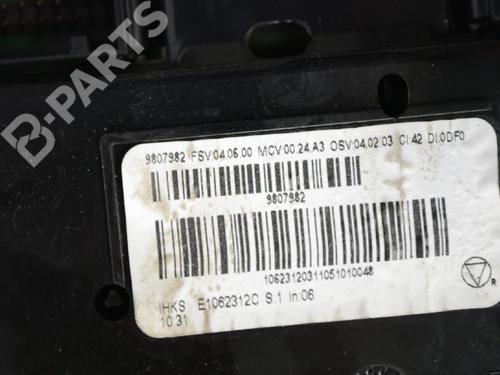 B-PARTS
9807982 FSV:04.06.00 MCV:00.24.A3 OSV:04.02.03 CI:42 DI:0DF0
9807982
10623120311051010048
IHKS E1062312C S:1 In:06
10.31
R